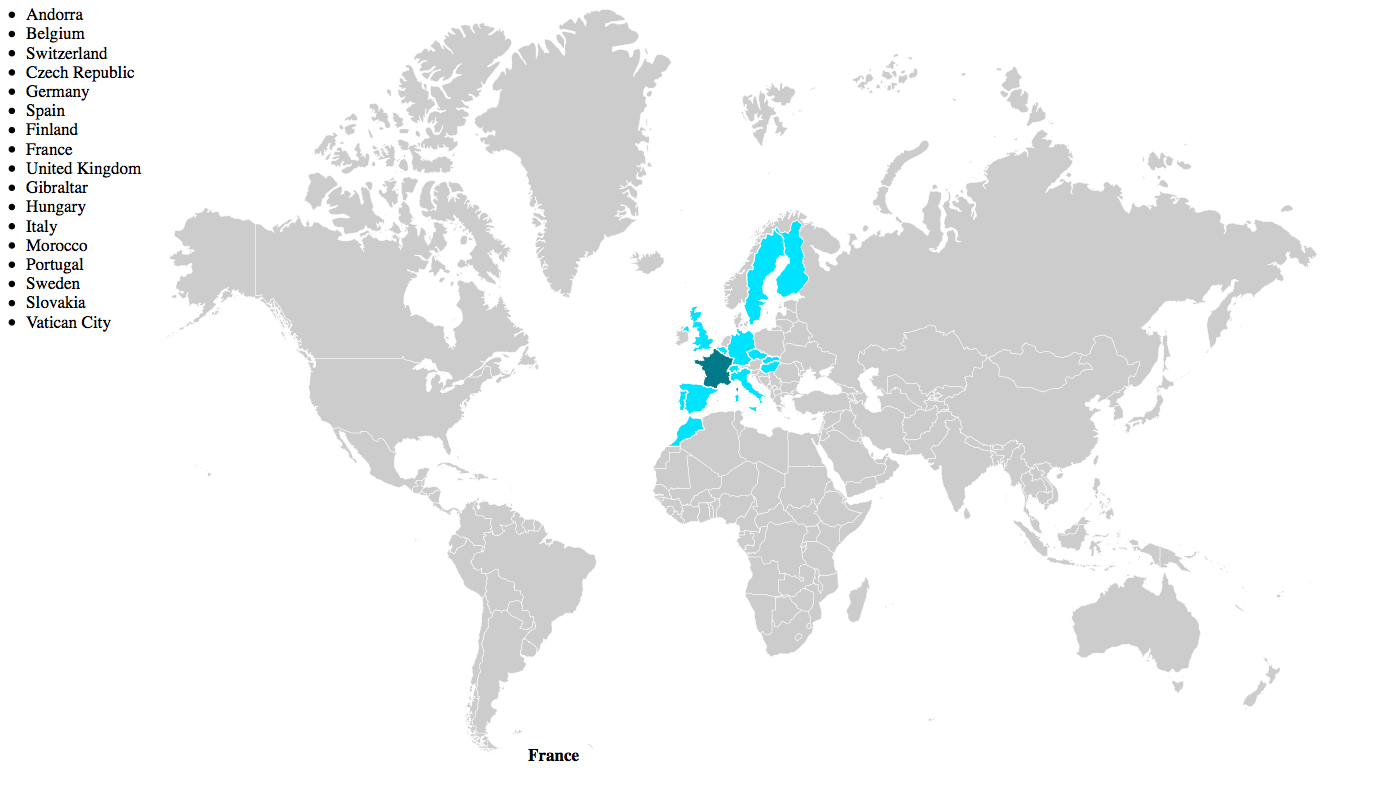 Andorra
Belgium
Switzerland
Czech Republic
Germany
Spain
Finland
France
United Kingdom
Gibraltar
Hungary
Italy
Morocco
Portugal
Sweden
Slovakia
Vatican City
France